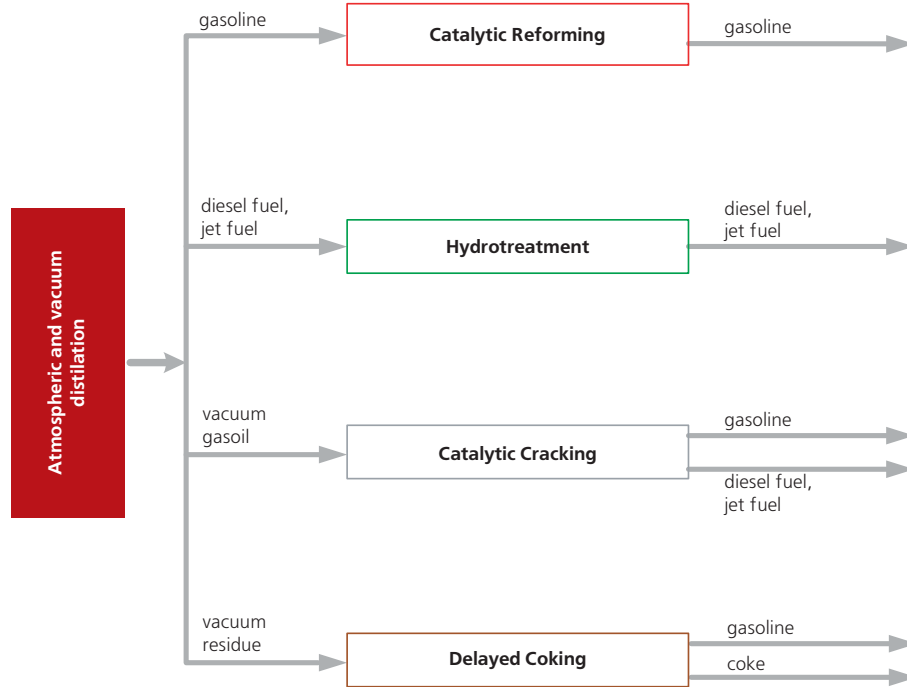 gasoline
Catalytic Reforming
gasoline
diesel fuel,
jet fuel
Hydrotreatment
diesel fuel,
jet fuel
Atmospheric and vacuum
distilation
vacuum
gasoil
Catalytic Cracking
gasoline
diesel fuel,
jet fuel
vacuum
residue
Delayed Coking
gasoline
coke